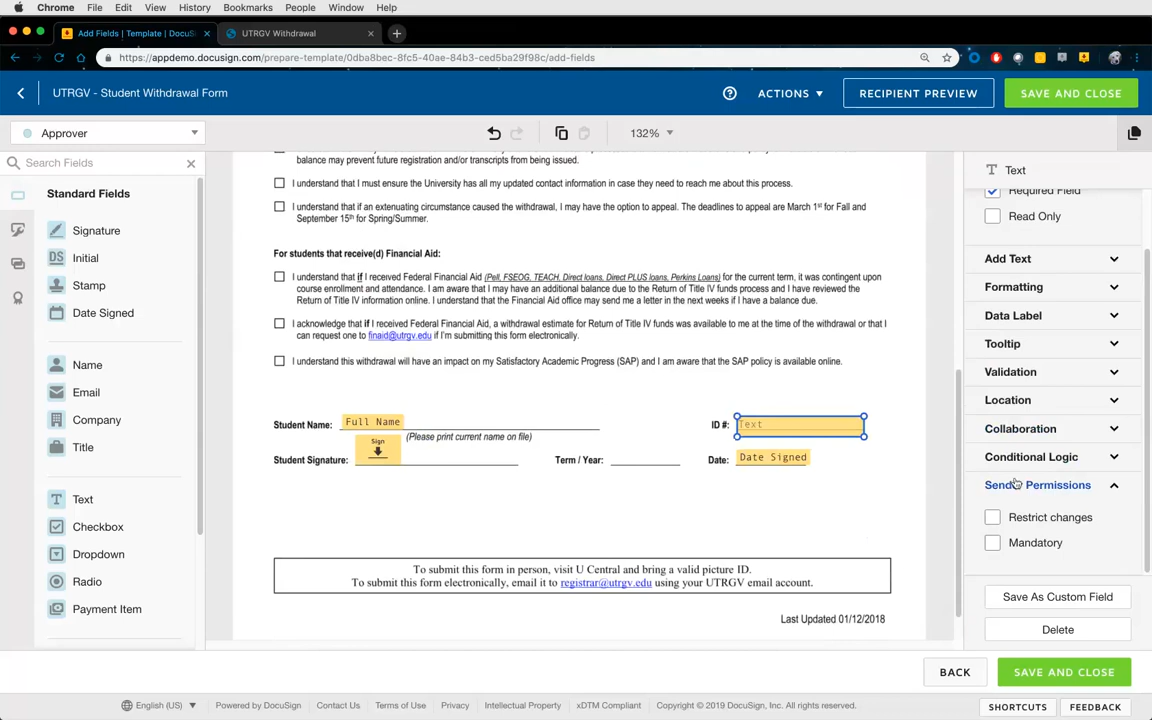 Chrome File Edit View History Bookmarks People Window Help
Add Fields | Template | DocuS × UTRGV Withdrawal × +
https://appdemo.docusign.com/prepare-template/0dba8bec-8fc5-40ae-84b3-ced5ba29f98c/add-fields
UTRGV - Student Withdrawal Form
ACTIONS
RECIPIENT PREVIEW
SAVE AND CLOSE
Approver
132%
Search Fields
Standard Fields
Signature
DS Initial
Stamp
Date Signed
Name
Email
Company
Title
T Text
Checkbox
Dropdown
Radio
Payment Item
balance may prevent future registration and/or transcripts from being issued.
I understand that I must ensure the University has all my updated contact information in case they need to reach me about this process.
I understand that if an extenuating circumstance caused the withdrawal, I may have the option to appeal. The deadlines to appeal are March 1st for Fall and
September 15th for Spring/Summer.
For students that receive(d) Financial Aid:
I understand that if I received Federal Financial Aid (Pell, FSEOG, TEACH, Direct loans, Direct PLUS loans, Perkins Loans) for the current term, it was contingent upon
course enrollment and attendance. I am aware that I may have an additional balance due to the Return of Title IV funds process and I have reviewed the
Return of Title IV information online. I understand that the Financial Aid office may send me a letter in the next weeks if I have a balance due.
I acknowledge that if I received Federal Financial Aid, a withdrawal estimate for Return of Title IV funds was available to me at the time of the withdrawal or that I
can request one to finaid@utrgv.edu if I'm submitting this form electronically.
I understand this withdrawal will have an impact on my Satisfactory Academic Progress (SAP) and I am aware that the SAP policy is available online.
Student Name: Full Name ID #: Text
(Please print current name on file)
Student Signature: Sign Term / Year: Date: Date Signed
To submit this form in person, visit U Central and bring a valid picture ID.
To submit this form electronically, email it to registrar@utrgv.edu using your UTRGV email account.
Last Updated 01/12/2018
T Text
Required Field
Read Only
Add Text
Formatting
Data Label
Tooltip
Validation
Location
Collaboration
Conditional Logic
Sender Permissions
Restrict changes
Mandatory
Save As Custom Field
Delete
BACK
SAVE AND CLOSE
English (US) Powered by DocuSign Contact Us Terms of Use Privacy Intellectual Property xDTM Compliant Copyright © 2019 DocuSign, Inc. All rights reserved.
SHORTCUTS
FEEDBACK